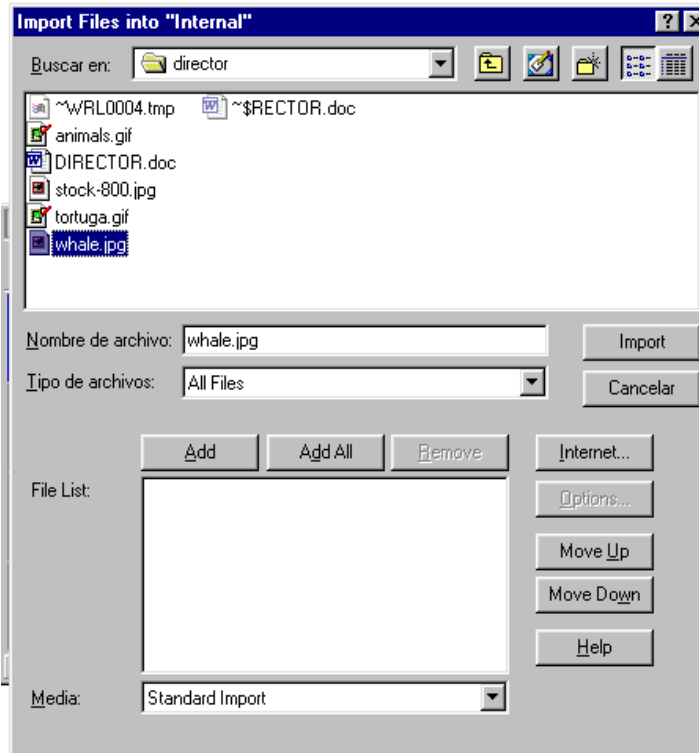 Import Files into "Internal"
Buscar en: director
~WRL0004.tmp ~$RECTOR.doc
animals.gif
DIRECTOR.doc
stock-800.jpg
tortuga.gif
whale.jpg
Nombre de archivo: whale.jpg Import
Tipo de archivos: All Files Cancelar
Add Add All Remove Internet...
File List: Options...
Move Up
Move Down
Help
Media: Standard Import